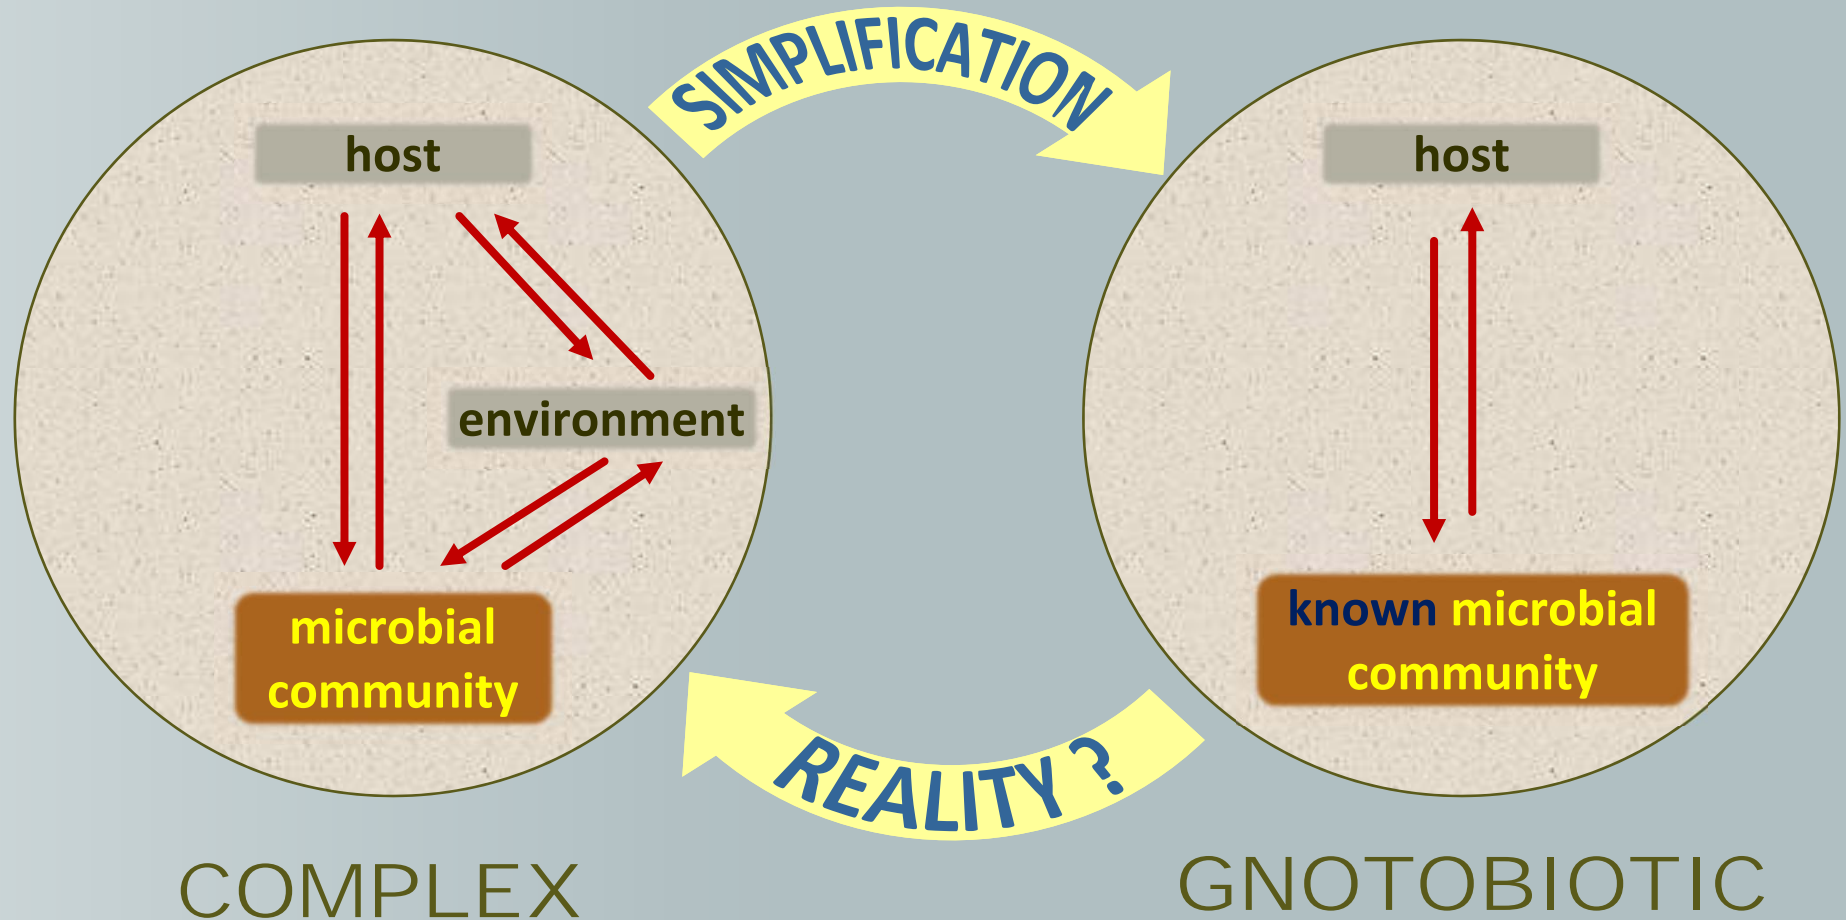 SIMPLIFICATION
host
environment
microbial
community
host
known microbial
community
REALITY ?
COMPLEX
GNOTOBIOTIC